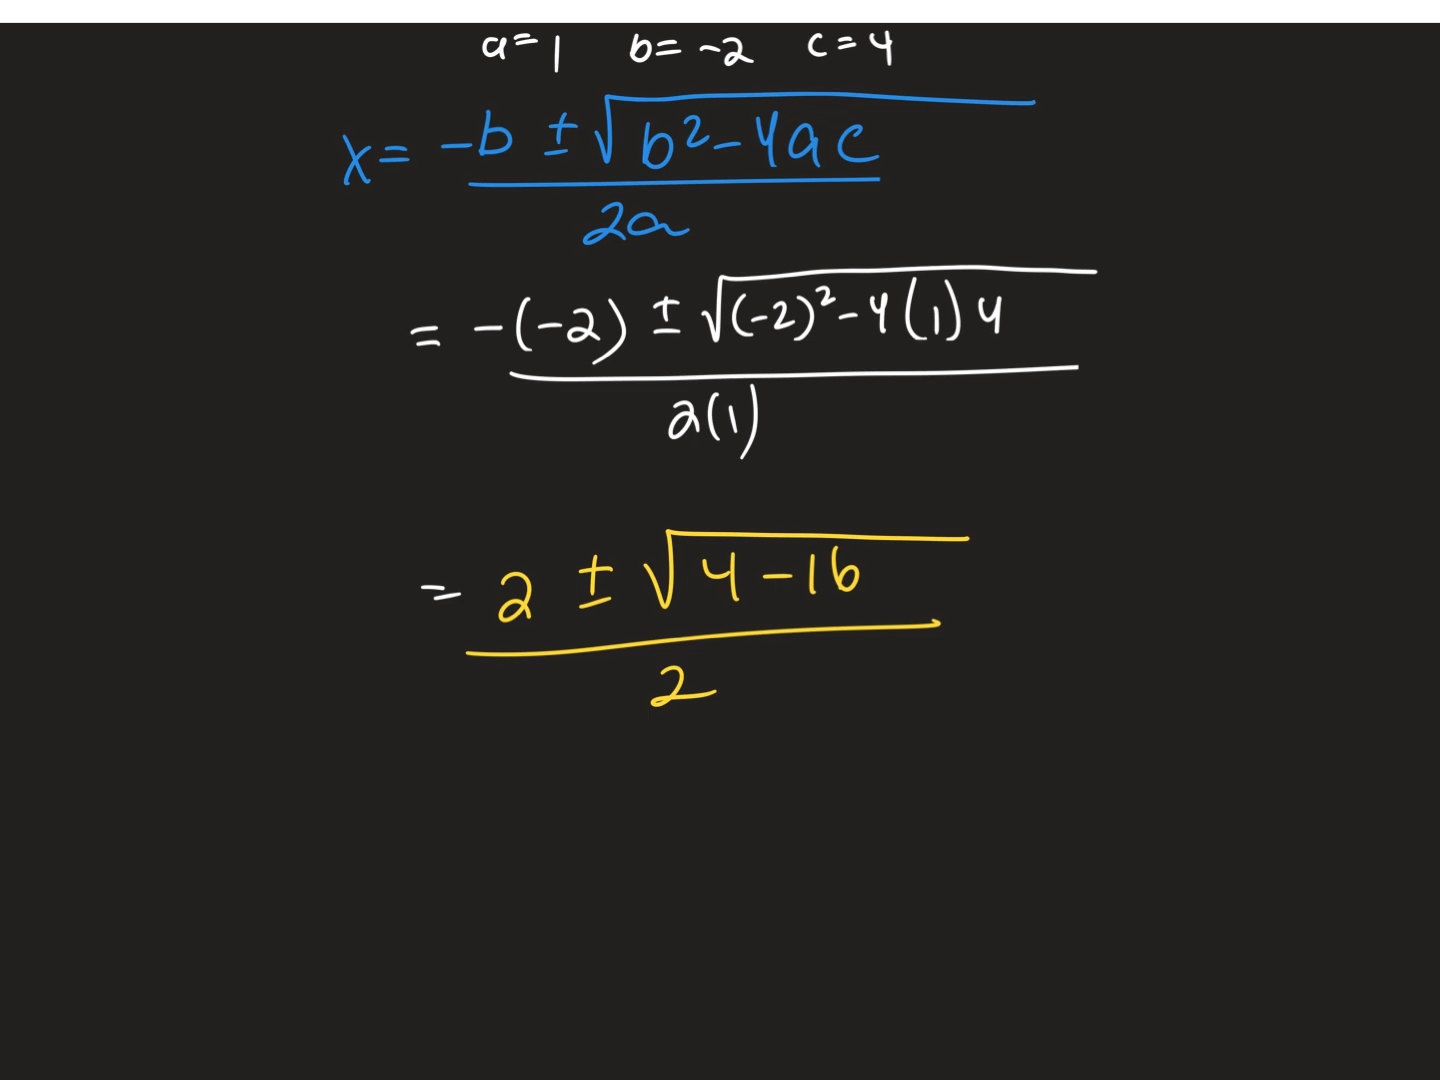 a=1 b=-2 c=4
x= -b ± √b²-4ac
2a
= -(-2) ± √(-2)²-4(1)4
2(1)
= 2 ± √4-16
2